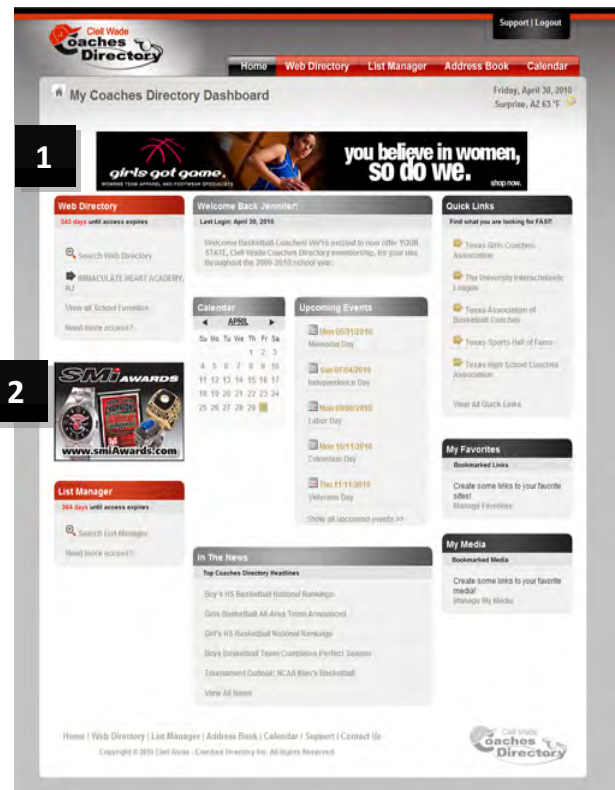 Support | Logout
Clell Wade
Coaches
Directory
Home Web Directory List Manager Address Book Calendar
My Coaches Directory Dashboard
Friday, April 30, 2010
Surprise, AZ 63 °F
1
girls got game.
WOMENS TEAM APPAREL AND FOOTWEAR SPECIALISTS
you believe in women,
so do we.
shop now.
Web Directory
343 days until access expires
Search Web Directory
IMMACULATE HEART ACADEMY,
NJ
View all School Favorites
Need more access?
Welcome Back Jennifer!
Last Login: April 30, 2010
Welcome Basketball Coaches! We're excited to now offer YOUR
STATE, Clell Wade Coaches Directory membership, for your use
throughout the 2009-2010 school year.
Quick Links
Find what you are looking for FAST!
Texas Girls Coaches
Association
The University Interscholastic
League
Texas Association of
Basketball Coaches
Texas Sports Hall of Fame
Texas High School Coaches
Association
View All Quick Links
Calendar
APRIL
Su Mo Tu We Th Fr Sa
1 2 3
4 5 6 7 8 9 10
11 12 13 14 15 16 17
18 19 20 21 22 23 24
25 26 27 28 29
Upcoming Events
Mon 05/31/2010
Memorial Day
Sun 07/04/2010
Independence Day
Mon 09/06/2010
Labor Day
Mon 10/11/2010
Columbus Day
Thu 11/11/2010
Veterans Day
Show all upcoming events >>
2
SMi AWARDS
www.smiAwards.com
List Manager
364 days until access expires
Search List Manager
Need more access?
My Favorites
Bookmarked Links
Create some links to your favorite
sites!
Manage Favorites
My Media
Bookmarked Media
Create some links to your favorite
media!
Manage My Media
In The News
Top Coaches Directory Headlines
Boy's HS Basketball National Rankings
Girls Basketball All Area Team Announced
Girl's HS Basketball National Rankings
Boys Basketball Team Completes Perfect Season
Tournament Outlook: NCAA Men's Basketball
View All News
Home | Web Directory | List Manager | Address Book | Calendar | Support | Contact Us
Copyright © 2010 Clell Wade - Coaches Directory Inc. All Rights Reserved.
Clell Wade
Coaches
Directory